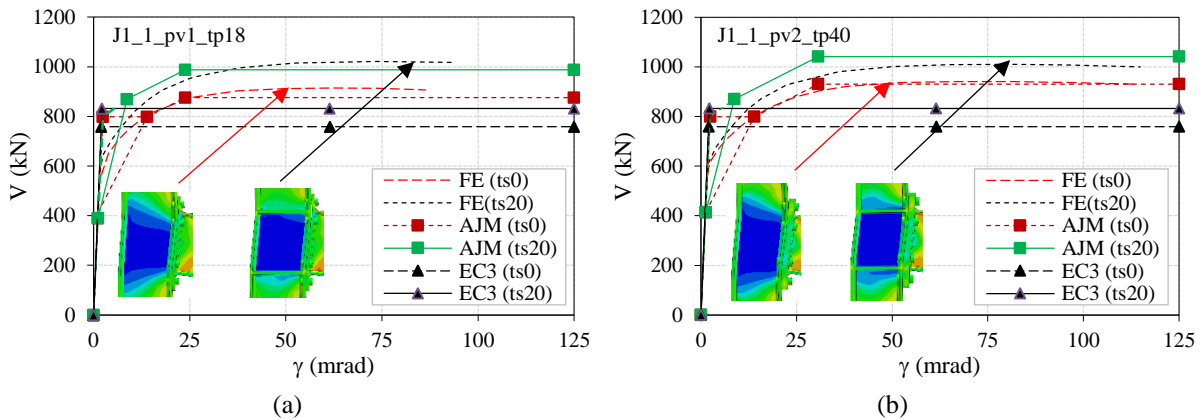 J1_1_pv1_tp18
V (kN)
1200
1000
800
600
400
200
0
0 25 50 75 100 125
γ (mrad)
FE (ts0)
FE(ts20)
AJM (ts0)
AJM (ts20)
EC3 (ts0)
EC3 (ts20)
(a)
J1_1_pv2_tp40
V (kN)
1200
1000
800
600
400
200
0
0 25 50 75 100 125
γ (mrad)
FE (ts0)
FE (ts20)
AJM (ts0)
AJM (ts20)
EC3 (ts0)
EC3 (ts20)
(b)